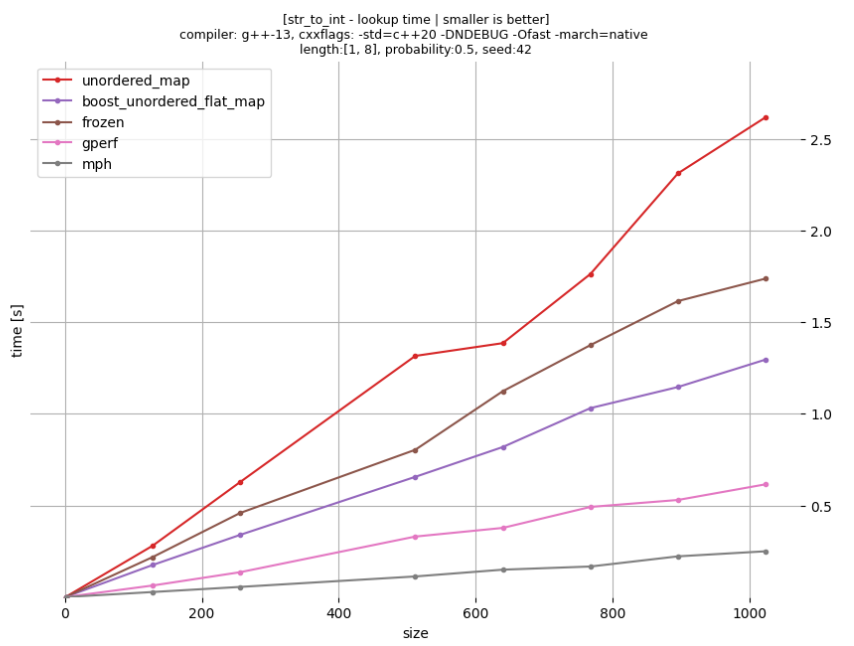 [str_to_int - lookup time | smaller is better]
compiler: g++-13, cxxflags: -std=c++20 -DNDEBUG -Ofast -march=native
length:[1, 8], probability:0.5, seed:42
unordered_map
boost_unordered_flat_map
frozen
gperf
mph
2.5
2.0
1.5
1.0
0.5
time [s]
0 200 400 600 800 1000
size